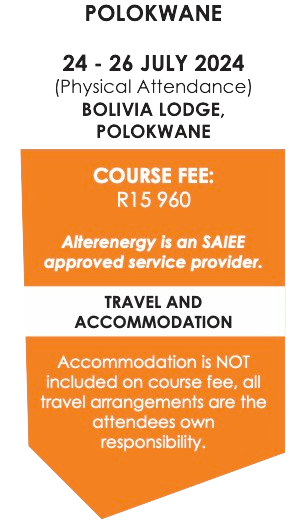 POLOKWANE
24 - 26 JULY 2024
(Physical Attendance)
BOLIVIA LODGE,
POLOKWANE
COURSE FEE:
R15 960
Alterenergy is an SAIEE
approved service provider.
TRAVEL AND
ACCOMMODATION
Accommodation is NOT
included on course fee, all
travel arrangements are the
attendees own
responsibility.